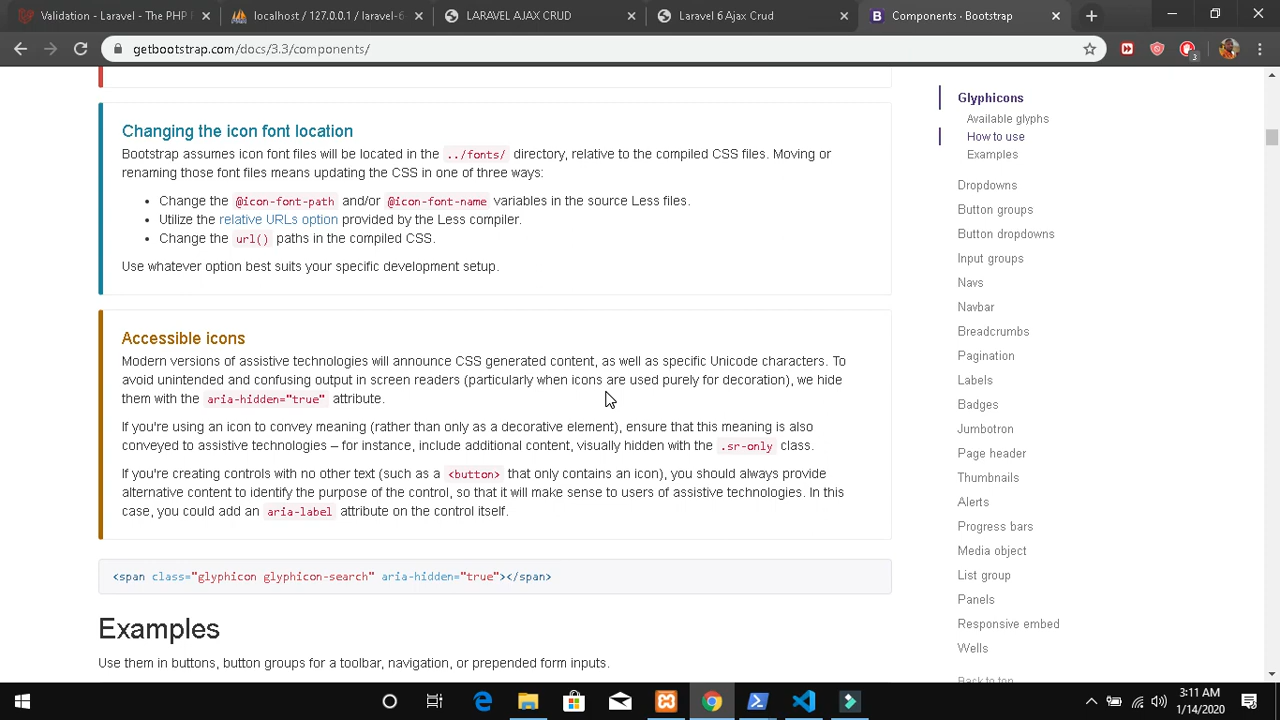 Validation - Laravel - The PHP F
localhost / 127.0.0.1 / laravel-6
LARAVEL AJAX CRUD
Laravel 6 Ajax Crud
Components · Bootstrap
getbootstrap.com/docs/3.3/components/
3
Changing the icon font location
Bootstrap assumes icon font files will be located in the ../fonts/ directory, relative to the compiled CSS files. Moving or
renaming those font files means updating the CSS in one of three ways:
• Change the @icon-font-path and/or @icon-font-name variables in the source Less files.
• Utilize the relative URLs option provided by the Less compiler.
• Change the url() paths in the compiled CSS.
Use whatever option best suits your specific development setup.
Accessible icons
Modern versions of assistive technologies will announce CSS generated content, as well as specific Unicode characters. To
avoid unintended and confusing output in screen readers (particularly when icons are used purely for decoration), we hide
them with the aria-hidden="true" attribute.
If you're using an icon to convey meaning (rather than only as a decorative element), ensure that this meaning is also
conveyed to assistive technologies – for instance, include additional content, visually hidden with the .sr-only class.
If you're creating controls with no other text (such as a <button> that only contains an icon), you should always provide
alternative content to identify the purpose of the control, so that it will make sense to users of assistive technologies. In this
case, you could add an aria-label attribute on the control itself.
<span class="glyphicon glyphicon-search" aria-hidden="true"></span>
Examples
Use them in buttons, button groups for a toolbar, navigation, or prepended form inputs.
Glyphicons
Available glyphs
How to use
Examples
Dropdowns
Button groups
Button dropdowns
Input groups
Navs
Navbar
Breadcrumbs
Pagination
Labels
Badges
Jumbotron
Page header
Thumbnails
Alerts
Progress bars
Media object
List group
Panels
Responsive embed
Wells
Back to top
3:11 AM
1/14/2020